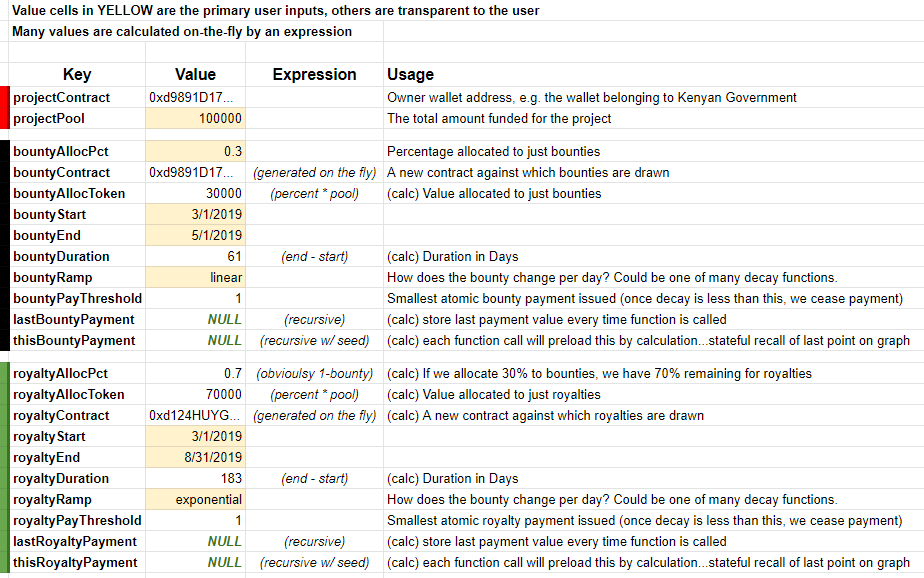 Value cells in YELLOW are the primary user inputs, others are transparent to the user
Many values are calculated on-the-fly by an expression
Key Value Expression Usage
projectContract 0xd9891D17... Owner wallet address, e.g. the wallet belonging to Kenyan Government
projectPool 100000 The total amount funded for the project
bountyAllocPct 0.3 Percentage allocated to just bounties
bountyContract 0xd9891D17... (generated on the fly) A new contract against which bounties are drawn
bountyAllocToken 30000 (percent * pool) (calc) Value allocated to just bounties
bountyStart 3/1/2019
bountyEnd 5/1/2019
bountyDuration 61 (end - start) (calc) Duration in Days
bountyRamp linear How does the bounty change per day? Could be one of many decay functions.
bountyPayThreshold 1 Smallest atomic bounty payment issued (once decay is less than this, we cease payment)
lastBountyPayment NULL (recursive) (calc) store last payment value every time function is called
thisBountyPayment NULL (recursive w/ seed) (calc) each function call will preload this by calculation...stateful recall of last point on graph
royaltyAllocPct 0.7 (obvioulsy 1-bounty) (calc) If we allocate 30% to bounties, we have 70% remaining for royalties
royaltyAllocToken 70000 (percent * pool) (calc) Value allocated to just royalties
royaltyContract 0xd124HUYG... (generated on the fly) (calc) A new contract against which royalties are drawn
royaltyStart 3/1/2019
royaltyEnd 8/31/2019
royaltyDuration 183 (end - start) (calc) Duration in Days
royaltyRamp exponential How does the bounty change per day? Could be one of many decay functions.
royaltyPayThreshold 1 Smallest atomic royalty payment issued (once decay is less than this, we cease payment)
lastRoyaltyPayment NULL (recursive) (calc) store last payment value every time function is called
thisRoyaltyPayment NULL (recursive w/ seed) (calc) each function call will preload this by calculation...stateful recall of last point on graph